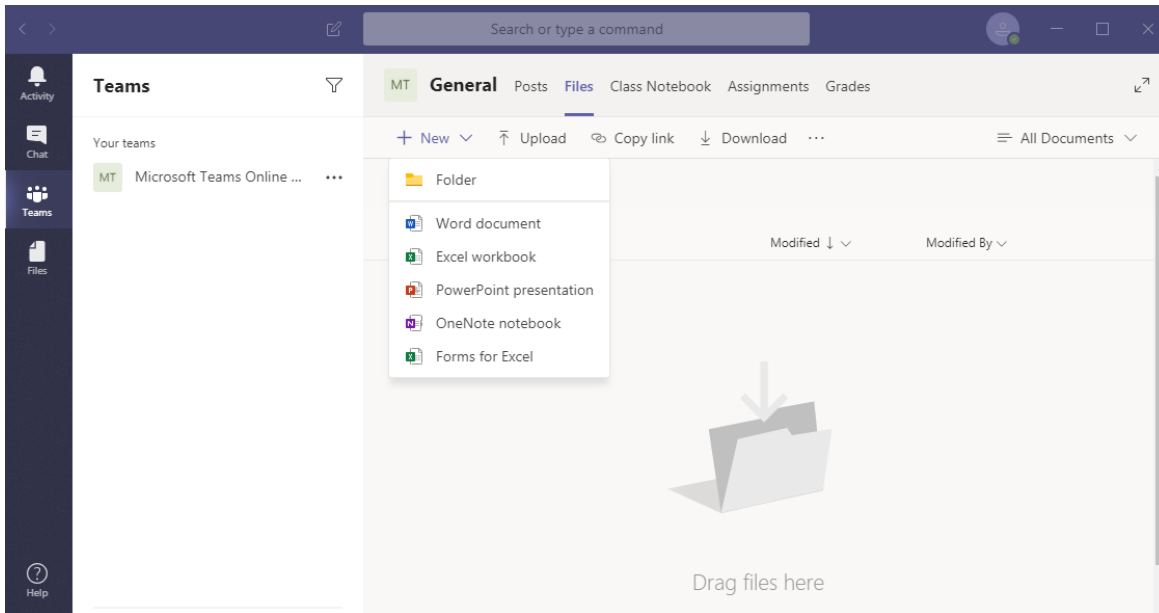 Search or type a command
Activity
Chat
Teams
Files
Help
Teams
Your teams
MT Microsoft Teams Online ...
MT General Posts Files Class Notebook Assignments Grades
+ New Upload Copy link Download ... All Documents
Folder
Word document
Excel workbook
PowerPoint presentation
OneNote notebook
Forms for Excel
Modified ↓ Modified By
Drag files here